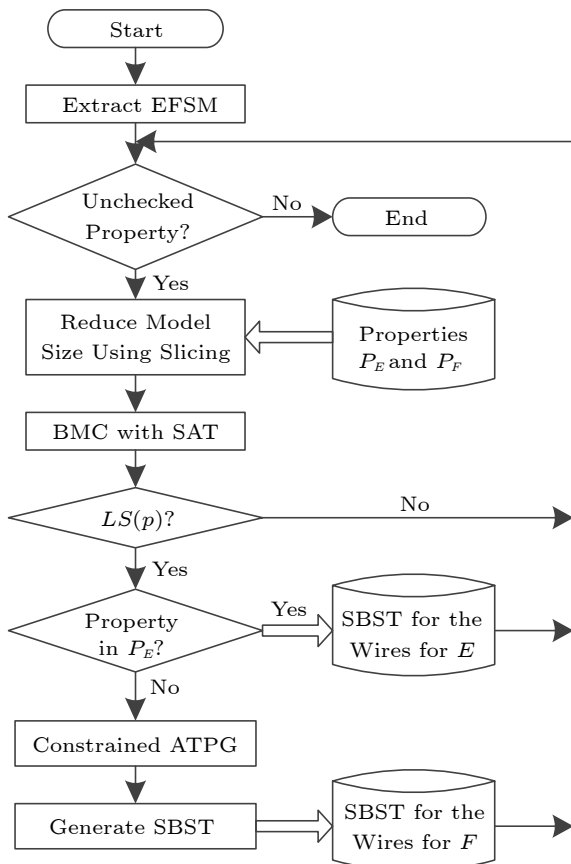 Start
Extract EFSM
Unchecked
Property?
No
End
Yes
Reduce Model
Size Using Slicing
Properties
P_E and P_F
BMC with SAT
LS(p)?
No
Yes
Property
in P_E?
Yes
SBST for the
Wires for E
No
Constrained ATPG
Generate SBST
SBST for the
Wires for F